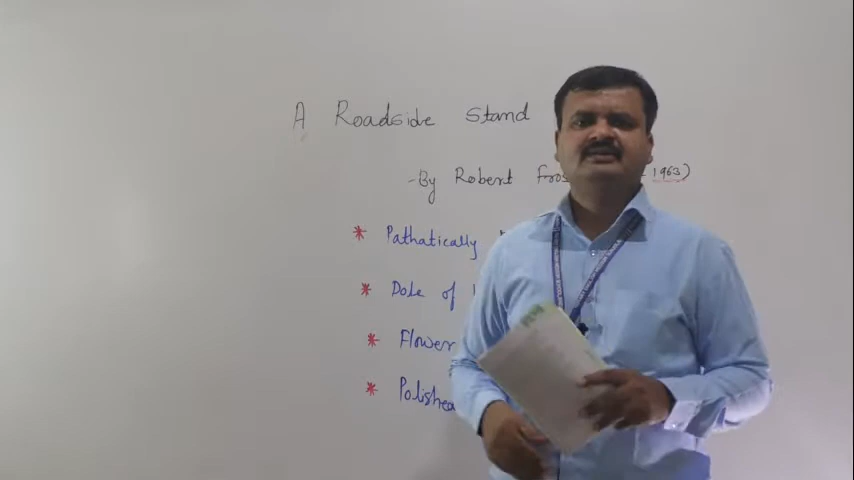 A Roadside Stand
- By Robert Fros 1963)
* Pathatically
* Dole of
* Flower
* Polished